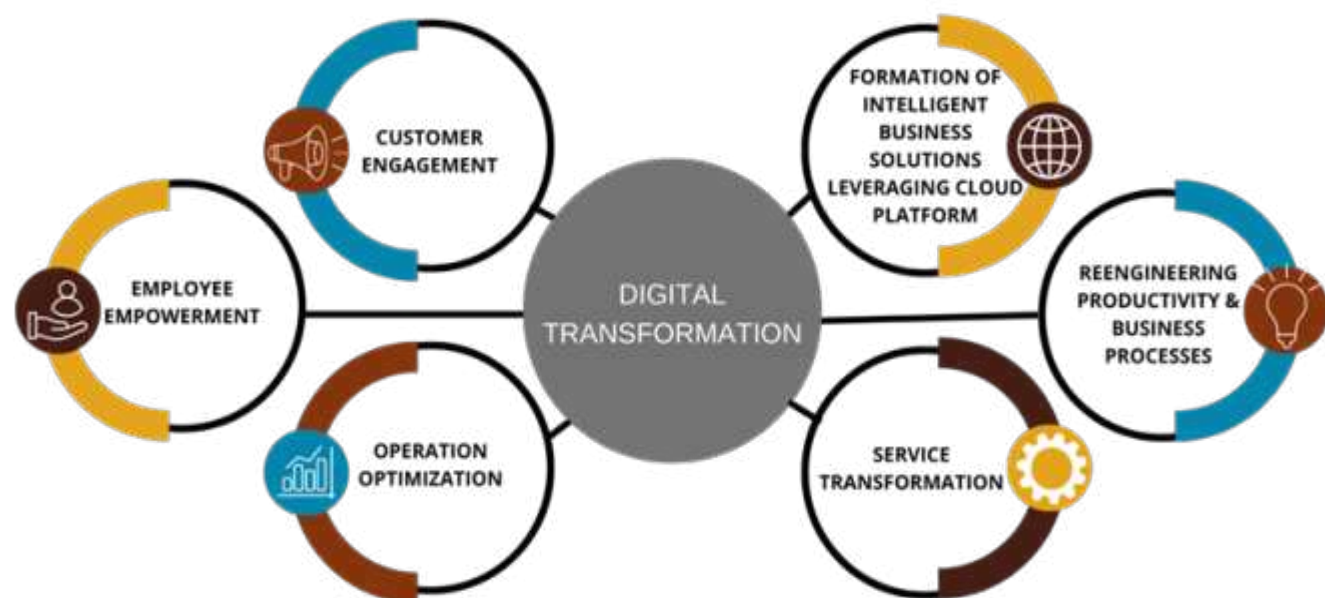 CUSTOMER
ENGAGEMENT
FORMATION OF
INTELLIGENT
BUSINESS
SOLUTIONS
LEVERAGING CLOUD
PLATFORM
EMPLOYEE
EMPOWERMENT
DIGITAL
TRANSFORMATION
REENGINEERING
PRODUCTIVITY &
BUSINESS
PROCESSES
OPERATION
OPTIMIZATION
SERVICE
TRANSFORMATION